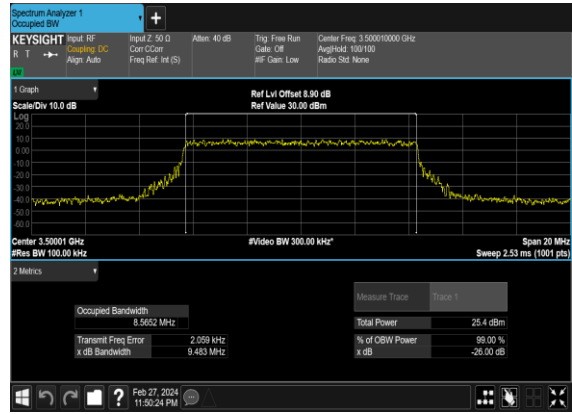 Spectrum Analyzer 1
Occupied BW
+
KEYSIGHT Input: RF Input Z: 50 Ω Atten: 40 dB Trig: Free Run Center Freq: 3.500010000 GHz
R T Coupling: DC Corr CCorr Gate: Off Avg|Hold: 100/100
Align: Auto Freq Ref: Int (S) #IF Gain: Low Radio Std: None
LW
1 Graph
Ref Lvl Offset 8.90 dB
Scale/Div 10.0 dB Ref Value 30.00 dBm
Log
20.0
10.0
0.00
-10.0
-20.0
-30.0
-40.0
-50.0
-60.0
Center 3.50001 GHz #Video BW 300.00 kHz* Span 20 MHz
#Res BW 100.00 kHz Sweep 2.53 ms (1001 pts)
2 Metrics
Measure Trace Trace 1
Occupied Bandwidth
8.5652 MHz Total Power 25.4 dBm
Transmit Freq Error 2.059 kHz % of OBW Power 99.00 %
x dB Bandwidth 9.483 MHz x dB -26.00 dB
? Feb 27, 2024
11:50:24 PM